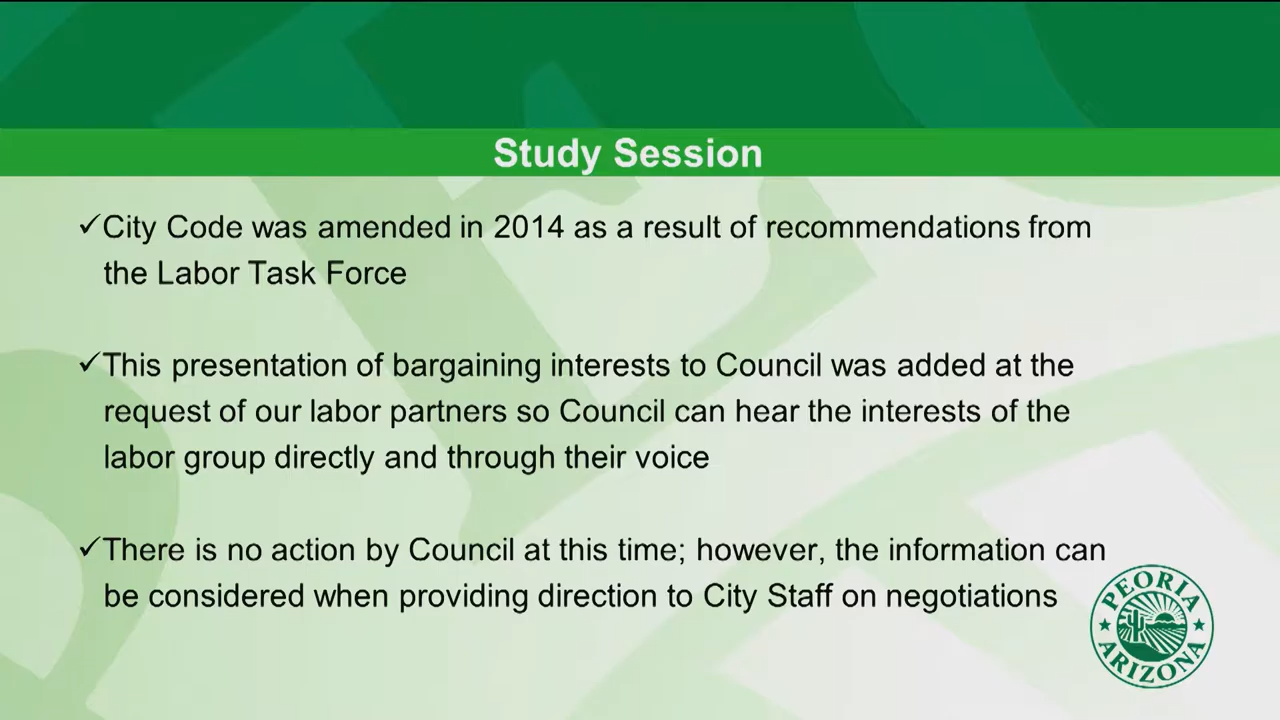 Study Session
✓City Code was amended in 2014 as a result of recommendations from
the Labor Task Force
✓This presentation of bargaining interests to Council was added at the
request of our labor partners so Council can hear the interests of the
labor group directly and through their voice
✓There is no action by Council at this time; however, the information can
be considered when providing direction to City Staff on negotiations
PEORIA
ARIZONA